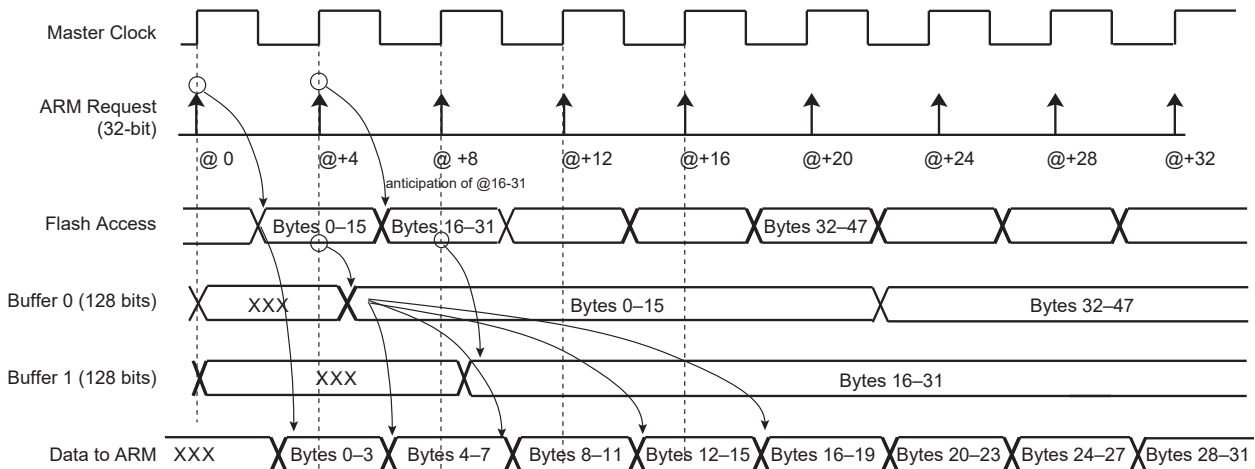 Master Clock
ARM Request
(32-bit)
@ 0 @+4 @ +8 @+12 @+16 @+20 @+24 @+28 @+32
anticipation of @16-31
Flash Access Bytes 0–15 Bytes 16–31 Bytes 32–47
Buffer 0 (128 bits) XXX Bytes 0–15 Bytes 32–47
Buffer 1 (128 bits) XXX Bytes 16–31
Data to ARM XXX Bytes 0–3 Bytes 4–7 Bytes 8–11 Bytes 12–15 Bytes 16–19 Bytes 20–23 Bytes 24–27 Bytes 28–31